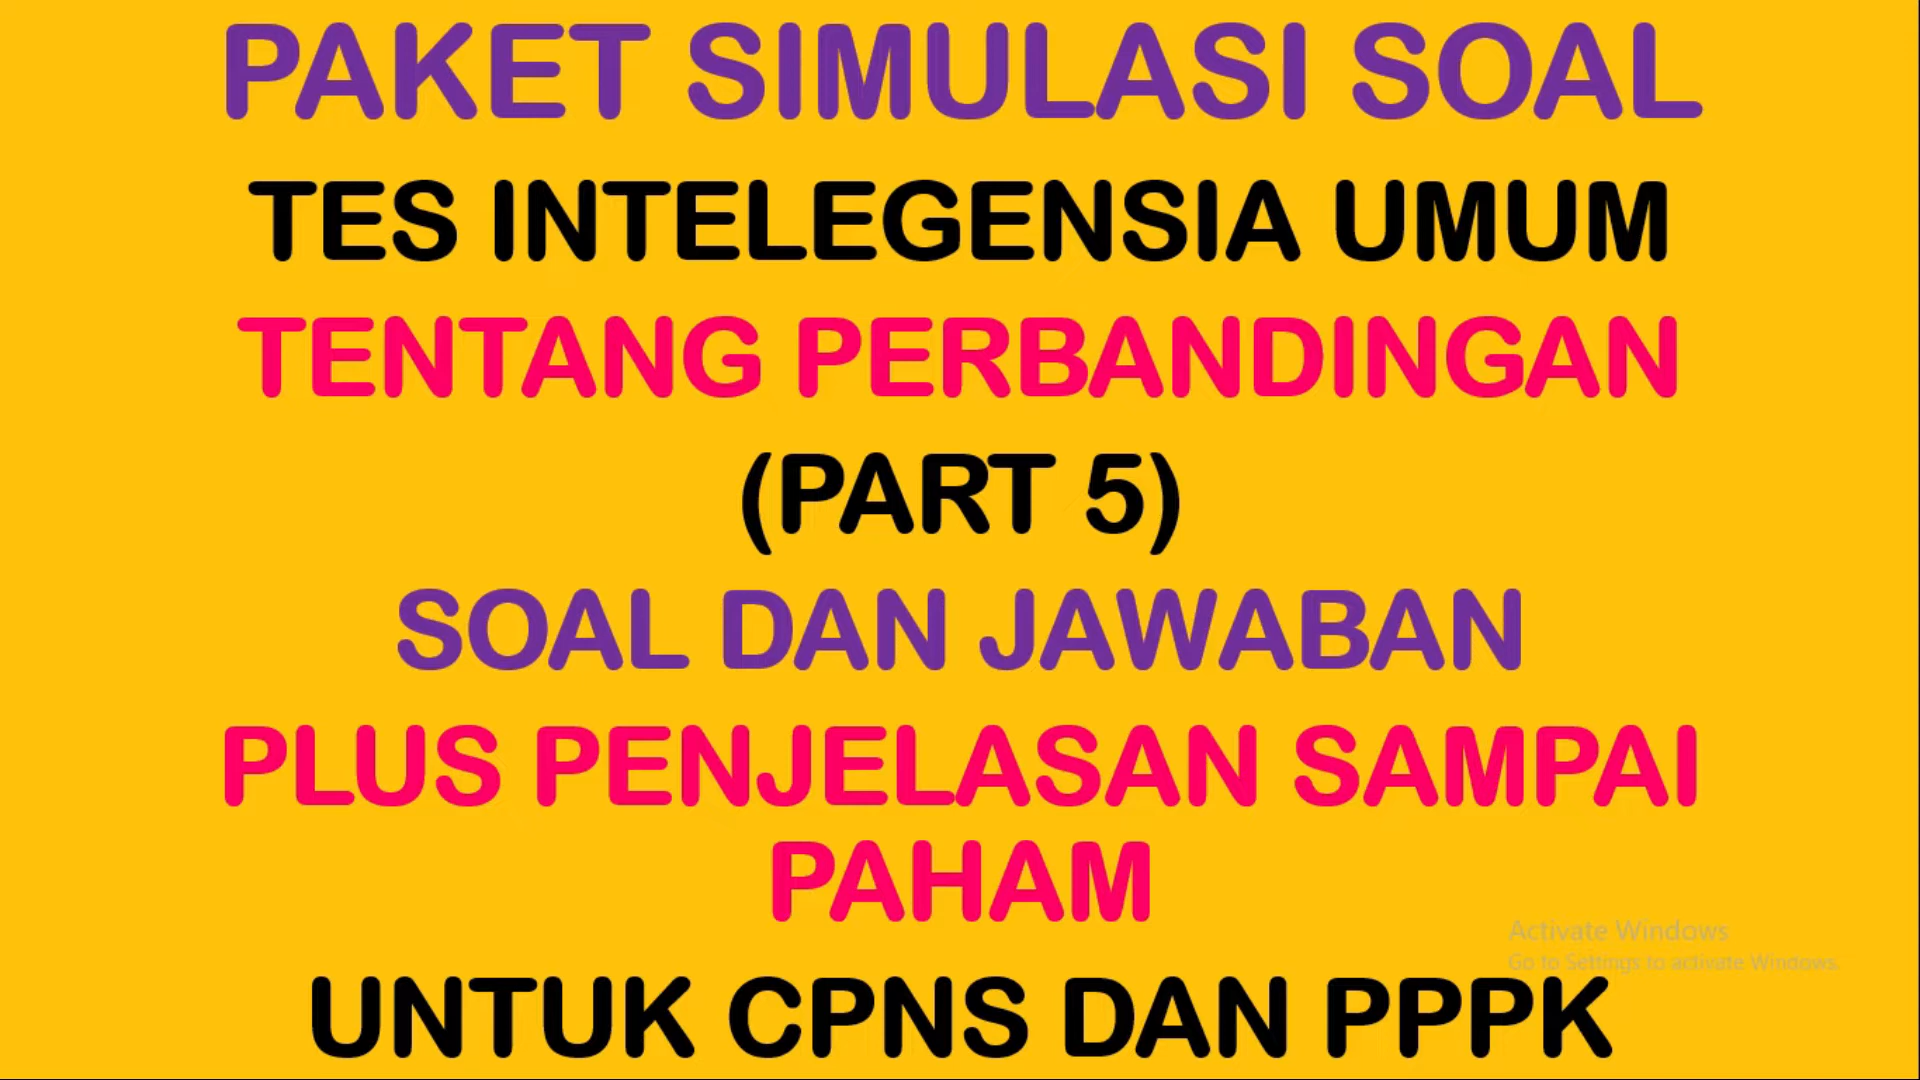 PAKET SIMULASI SOAL
TES INTELEGENSIA UMUM
TENTANG PERBANDINGAN
(PART 5)
SOAL DAN JAWABAN
PLUS PENJELASAN SAMPAI
PAHAM
Activate Windows
Go to Settings to activate Windows.
UNTUK CPNS DAN PPPK